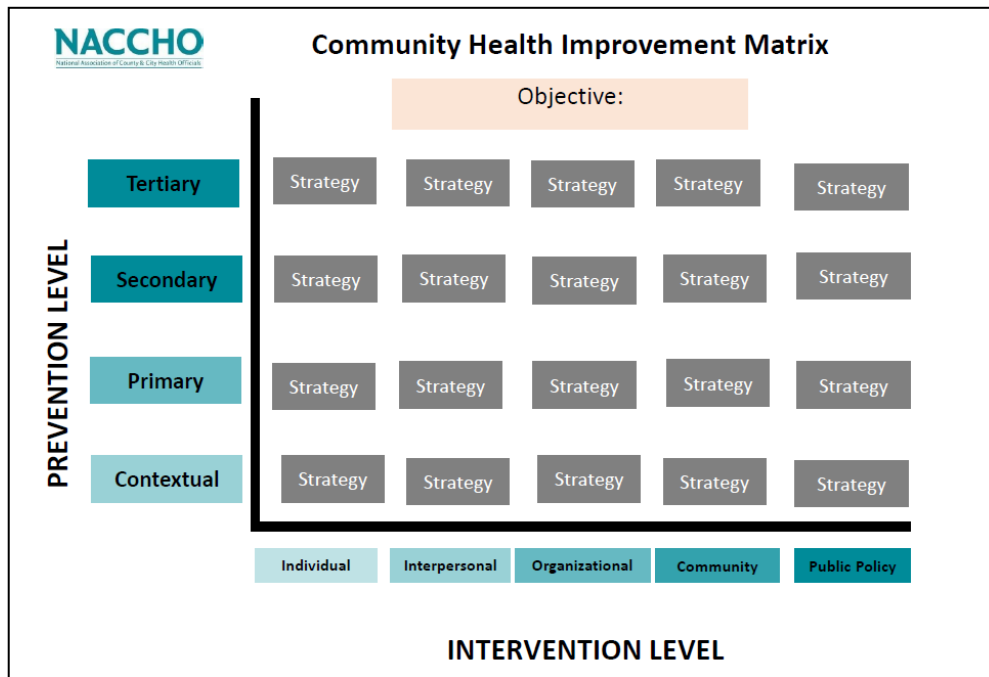 NACCHO
National Association of County & City Health Officials
Community Health Improvement Matrix
Objective:
PREVENTION LEVEL
Tertiary
Strategy
Strategy
Strategy
Strategy
Strategy
Secondary
Strategy
Strategy
Strategy
Strategy
Strategy
Primary
Strategy
Strategy
Strategy
Strategy
Strategy
Contextual
Strategy
Strategy
Strategy
Strategy
Strategy
Individual
Interpersonal
Organizational
Community
Public Policy
INTERVENTION LEVEL